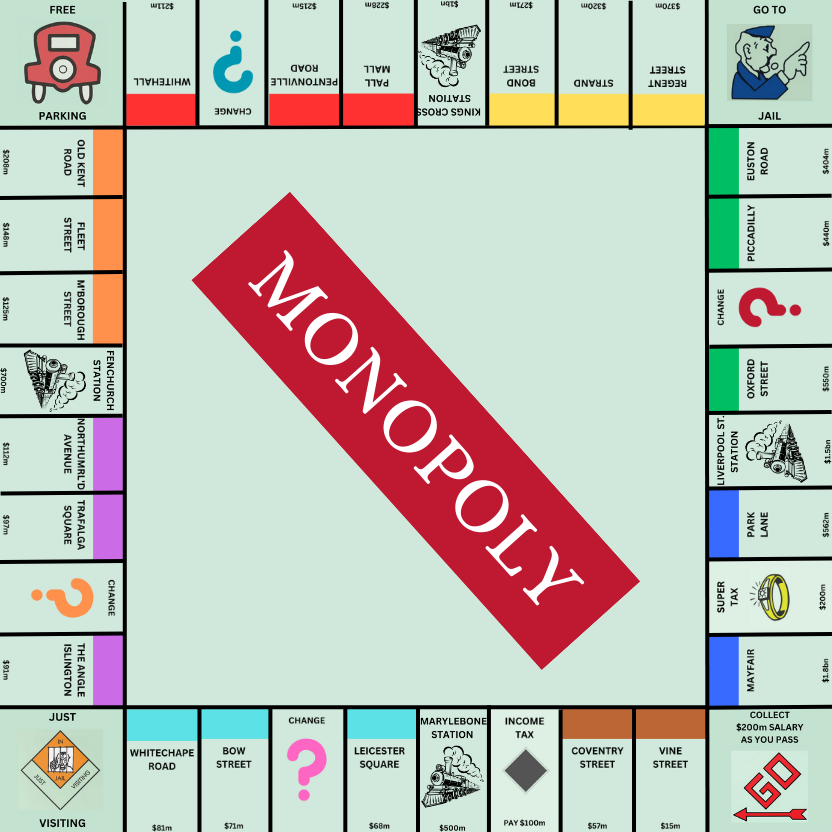 FREE
PARKING
$211m
WHITEHALL
CHANGE
$215m
PENTONVILLE
ROAD
$228m
PALL
MALL
$1bn
KINGS CROSS
STATION
$271m
BOND
STREET
$320m
STRAND
$370m
REGENT
STREET
GO TO
JAIL
OLD KENT
ROAD
$208m
FLEET
STREET
$148m
M'BOROUGH
STREET
$125m
FENCHURCH
STATION
$700m
NORTHUMRL'D
AVENUE
$112m
TRAFALGA
SQUARE
$97m
CHANGE
THE ANGLE
ISLINGTON
$91m
MONOPOLY
EUSTON
ROAD
$404m
PICCADILLY
$440m
CHANGE
OXFORD
STREET
$550m
LIVERPOOL ST.
STATION
$1.5bn
PARK
LANE
$562m
SUPER
TAX
$200m
MAYFAIR
$1.8bn
JUST
IN
JAIL
JUST
VISITING
VISITING
WHITECHAPE
ROAD
$81m
BOW
STREET
$71m
CHANGE
LEICESTER
SQUARE
$68m
MARYLEBONE
STATION
$500m
INCOME
TAX
PAY $100m
COVENTRY
STREET
$57m
VINE
STREET
$15m
COLLECT
$200m SALARY
AS YOU PASS
GO